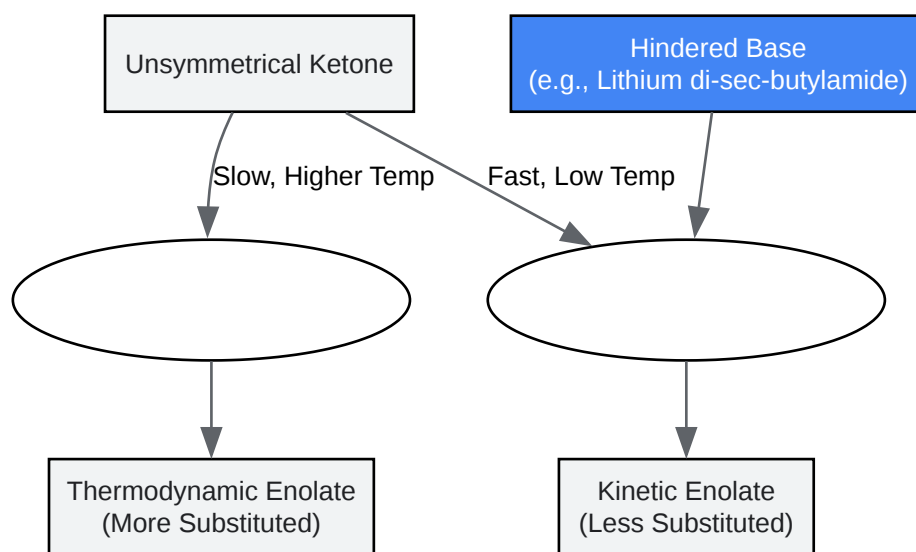 Unsymmetrical Ketone
Hindered Base
(e.g., Lithium di-sec-butylamide)
Slow, Higher Temp
Fast, Low Temp
Thermodynamic Enolate
(More Substituted)
Kinetic Enolate
(Less Substituted)